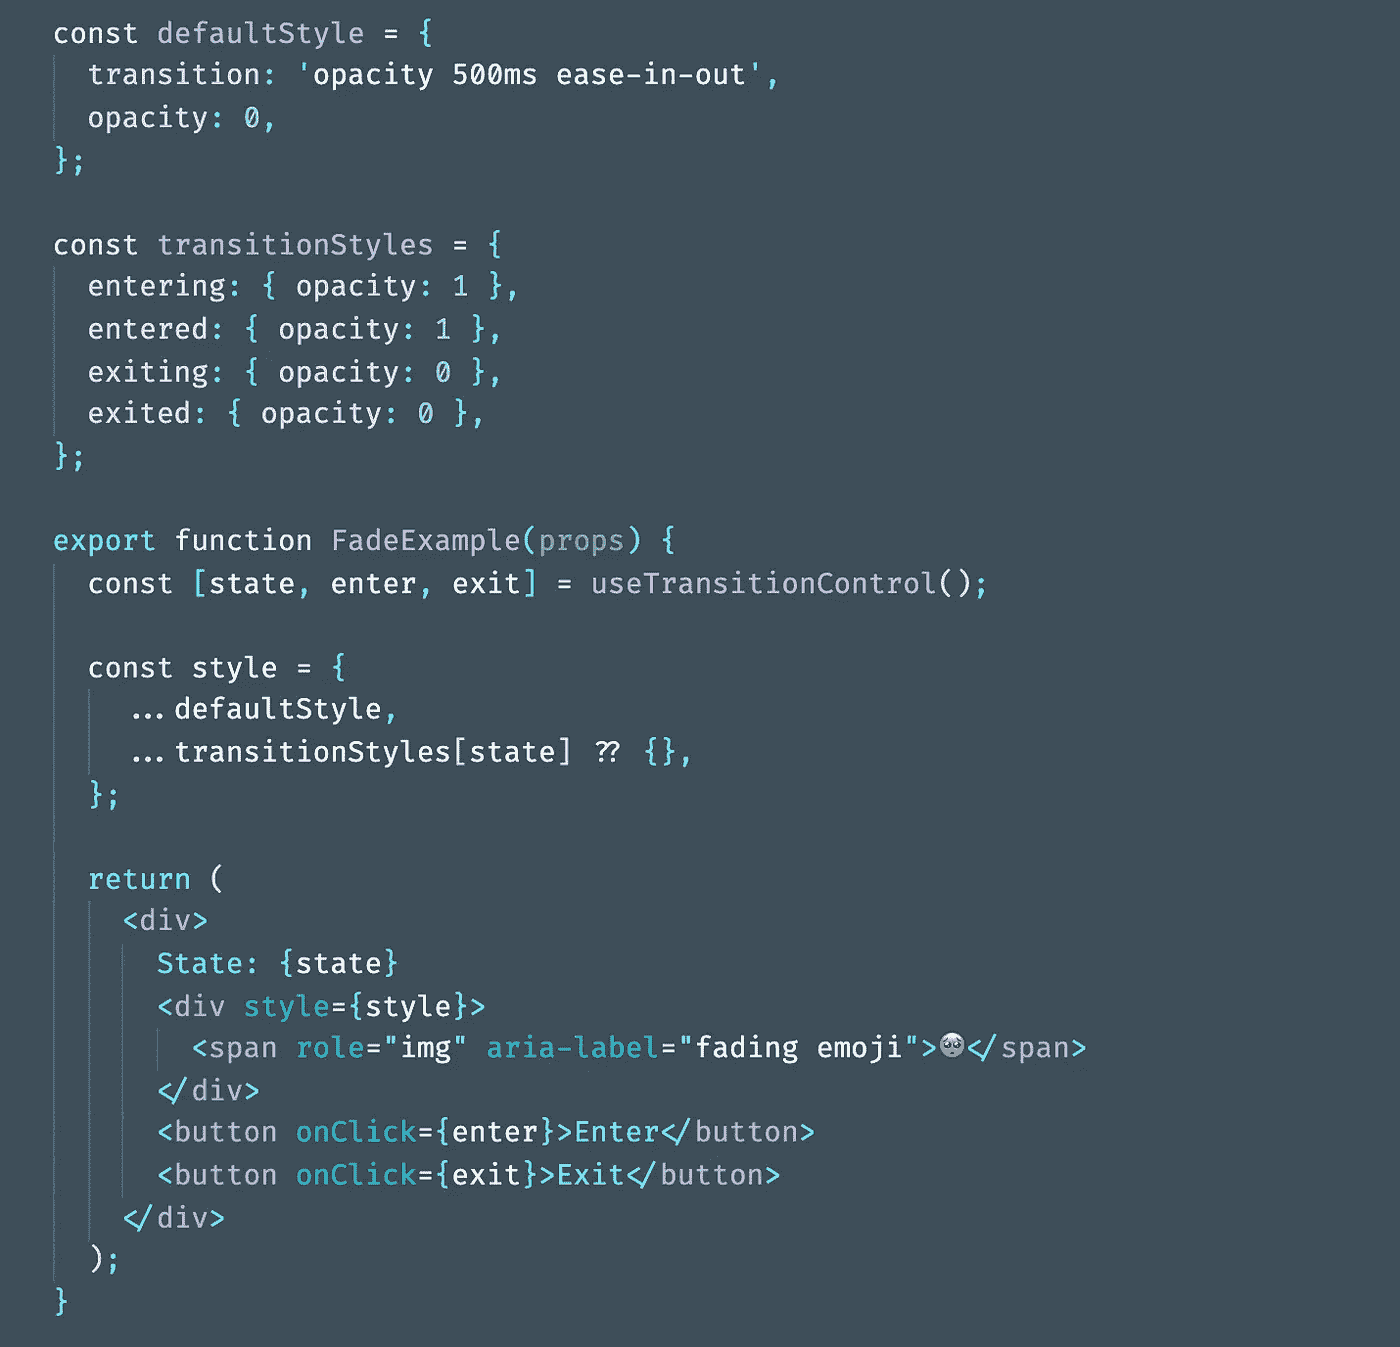 const defaultStyle = {
  transition: 'opacity 500ms ease-in-out',
  opacity: 0,
};

const transitionStyles = {
  entering: { opacity: 1 },
  entered: { opacity: 1 },
  exiting: { opacity: 0 },
  exited: { opacity: 0 },
};

export function FadeExample(props) {
  const [state, enter, exit] = useTransitionControl();

  const style = {
    ...defaultStyle,
    ...transitionStyles[state] ?? {},
  };

  return (
    <div>
      State: {state}
      <div style={style}>
        <span role="img" aria-label="fading emoji">🥺</span>
      </div>
      <button onClick={enter}>Enter</button>
      <button onClick={exit}>Exit</button>
    </div>
  );
}